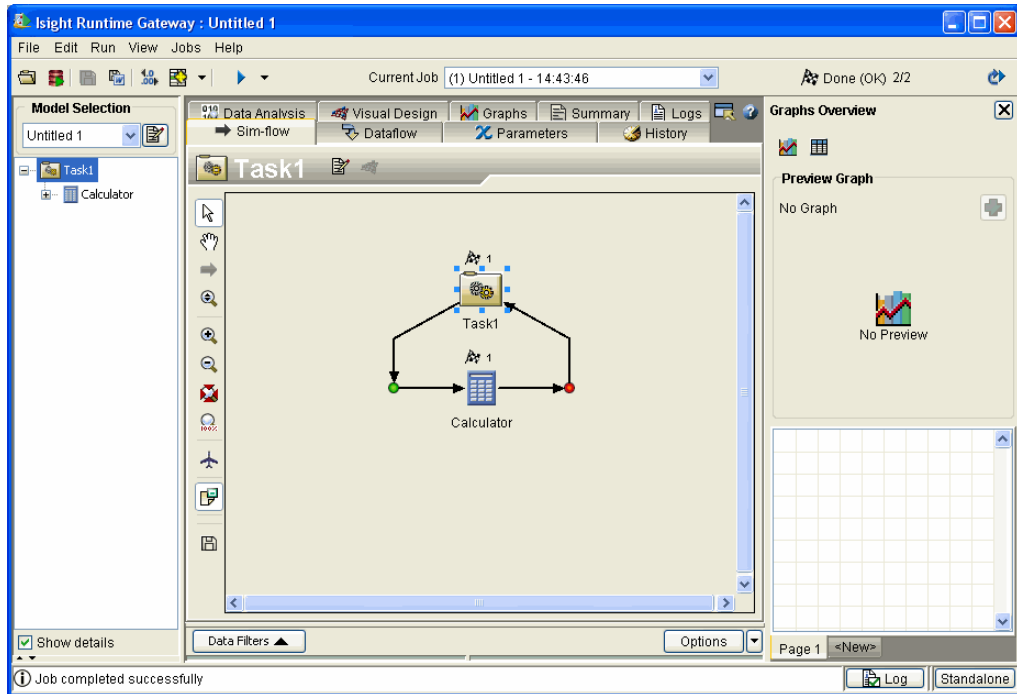 Isight Runtime Gateway : Untitled 1
File Edit Run View Jobs Help
Current Job (1) Untitled 1 - 14:43:46 Done (OK) 2/2
Model Selection
Untitled 1
Task1
Calculator
Data Analysis Visual Design Graphs Summary Logs
Sim-flow Dataflow Parameters History
Task1
1
Task1
1
Calculator
100%
Graphs Overview
Preview Graph
No Graph
No Preview
Show details
Data Filters Options
Page 1 <New>
Job completed successfully
Log Standalone